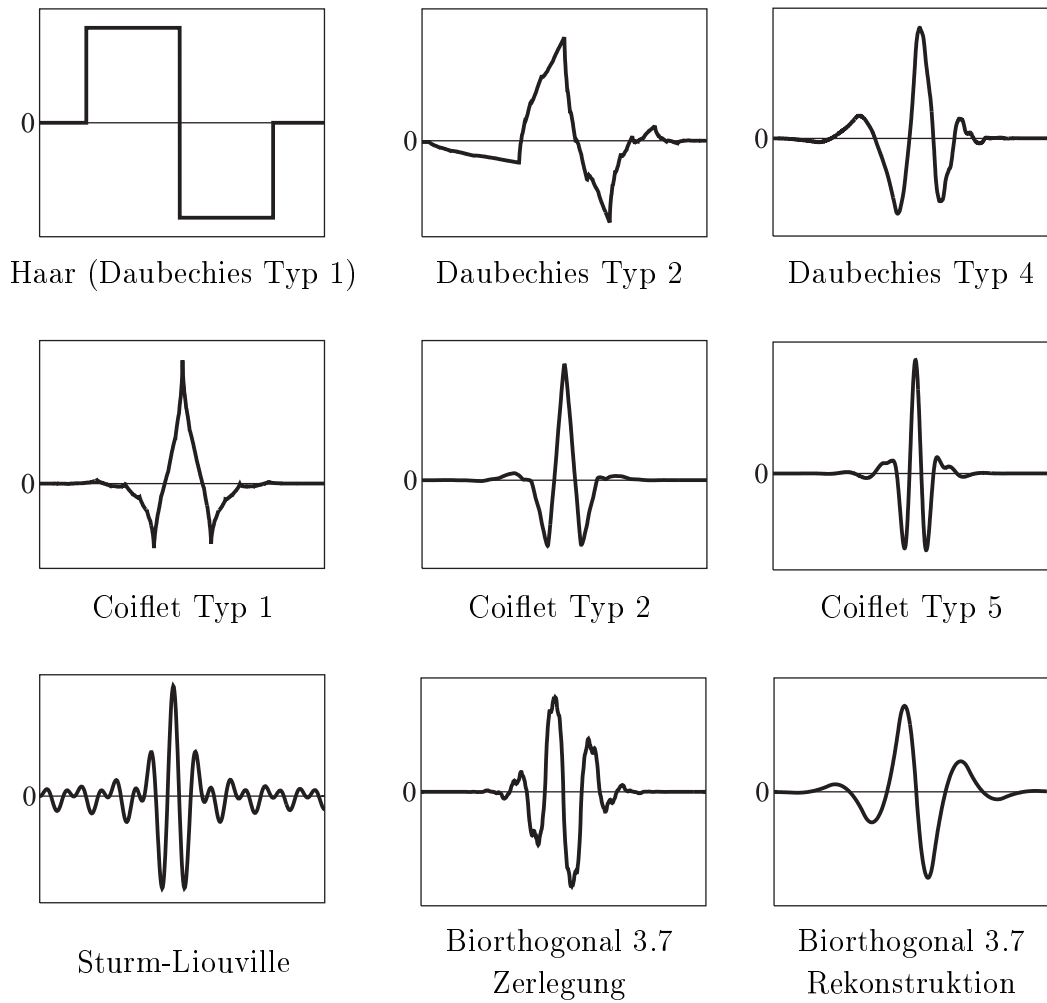 0
0
0
Haar (Daubechies Typ 1)
Daubechies Typ 2
Daubechies Typ 4
0
0
0
Coiflet Typ 1
Coiflet Typ 2
Coiflet Typ 5
0
0
0
Sturm-Liouville
Biorthogonal 3.7
Zerlegung
Biorthogonal 3.7
Rekonstruktion